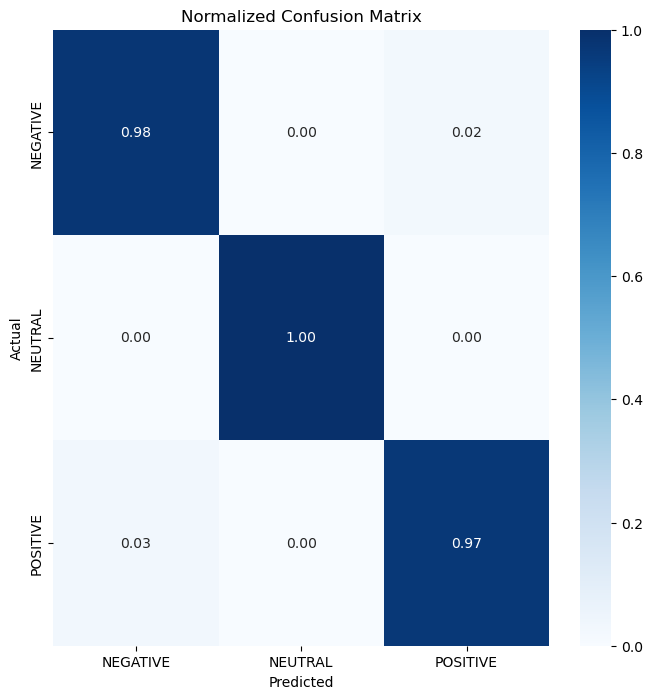 Normalized Confusion Matrix
NEGATIVE
0.98
0.00
0.02
Actual
NEUTRAL
0.00
1.00
0.00
POSITIVE
0.03
0.00
0.97
NEGATIVE
NEUTRAL
POSITIVE
Predicted
1.0
0.8
0.6
0.4
0.2
0.0